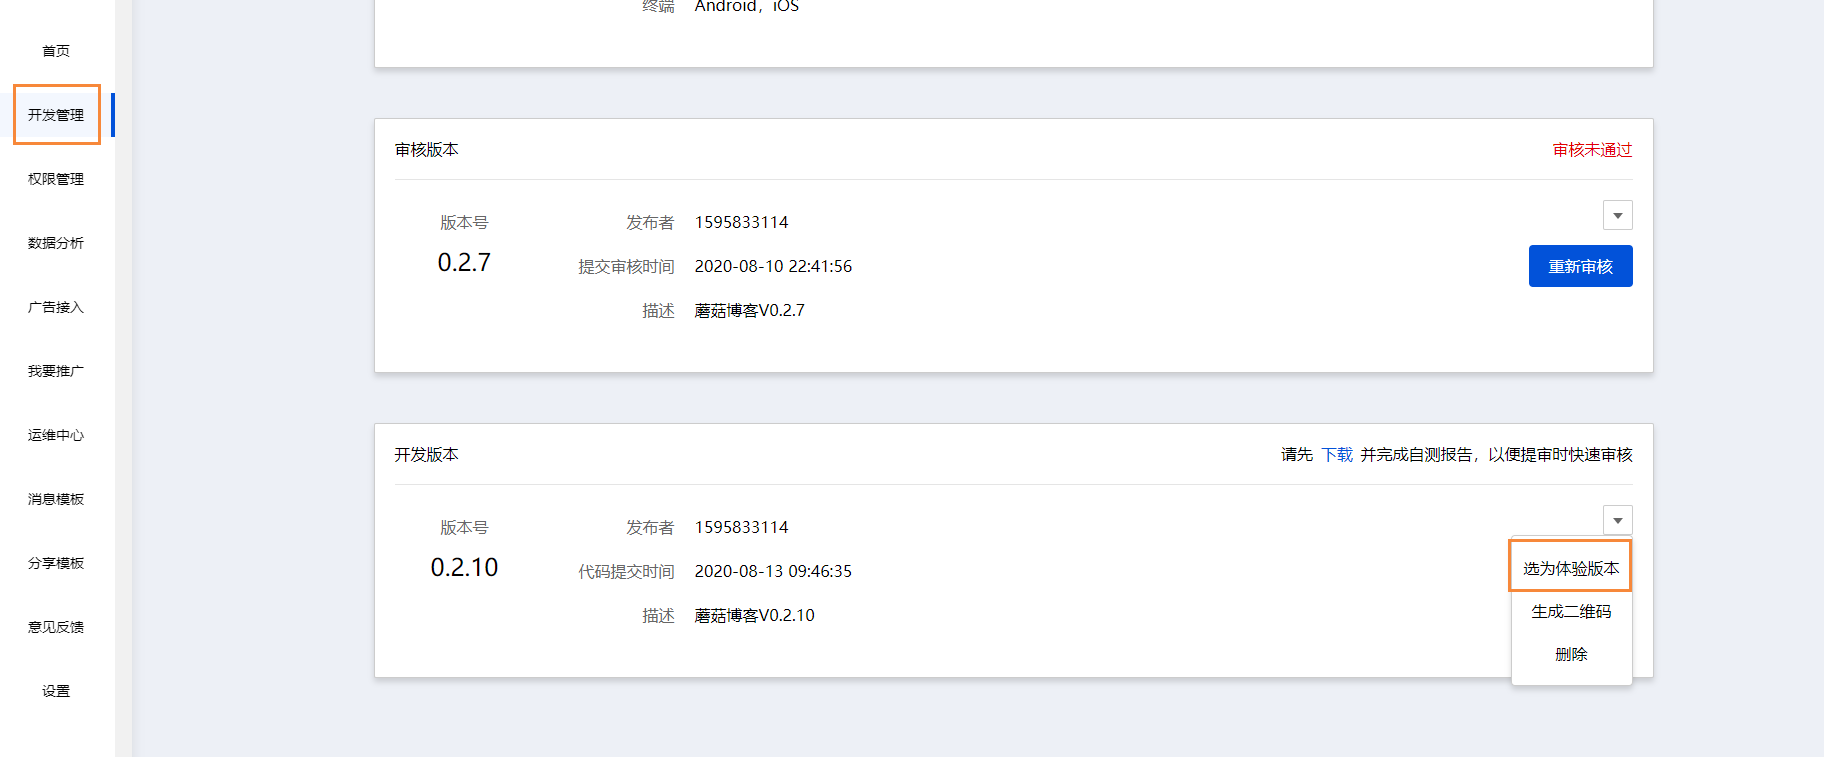 终端 Android，iOS
首页
开发管理
权限管理
数据分析
广告接入
我要推广
运维中心
消息模板
分享模板
意见反馈
设置
审核版本 审核未通过
版本号
0.2.7
发布者 1595833114
提交审核时间 2020-08-10 22:41:56
描述 蘑菇博客V0.2.7
重新审核
开发版本 请先 下载 并完成自测报告，以便提审时快速审核
版本号
0.2.10
发布者 1595833114
代码提交时间 2020-08-13 09:46:35
描述 蘑菇博客V0.2.10
选为体验版本
生成二维码
删除